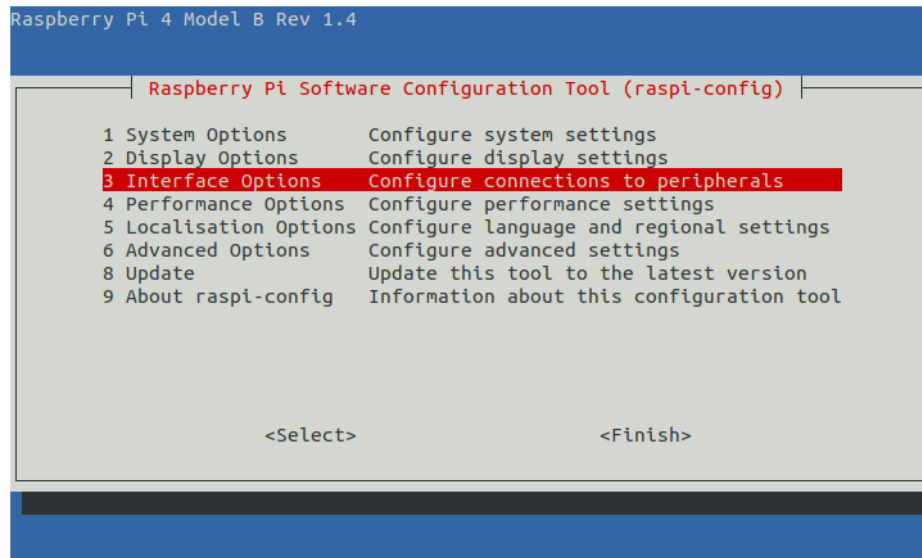 Raspberry Pi 4 Model B Rev 1.4
Raspberry Pi Software Configuration Tool (raspi-config)
1 System Options Configure system settings
2 Display Options Configure display settings
3 Interface Options Configure connections to peripherals
4 Performance Options Configure performance settings
5 Localisation Options Configure language and regional settings
6 Advanced Options Configure advanced settings
8 Update Update this tool to the latest version
9 About raspi-config Information about this configuration tool
<Select> <Finish>